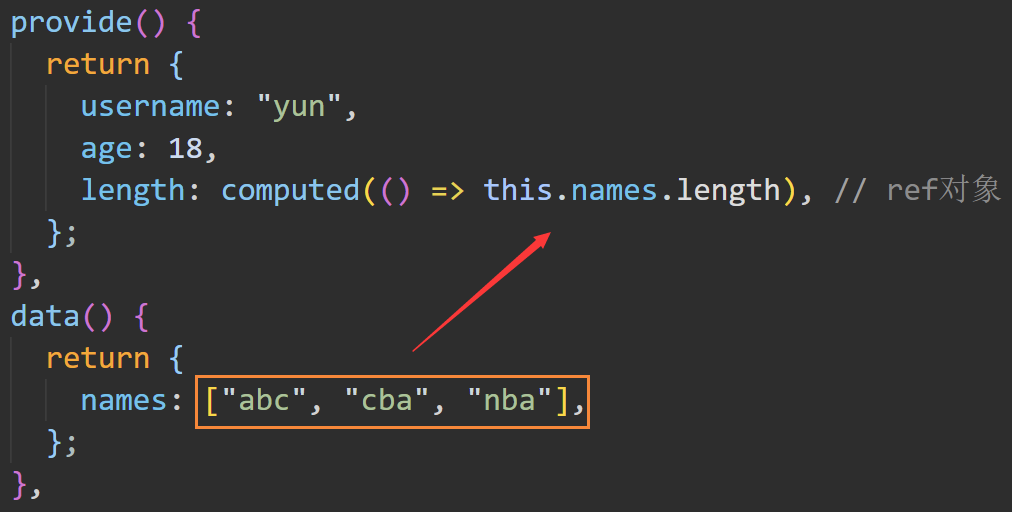 provide() {
  return {
    username: "yun",
    age: 18,
    length: computed(() => this.names.length), // ref对象
  };
},
data() {
  return {
    names: ["abc", "cba", "nba"],
  };
},